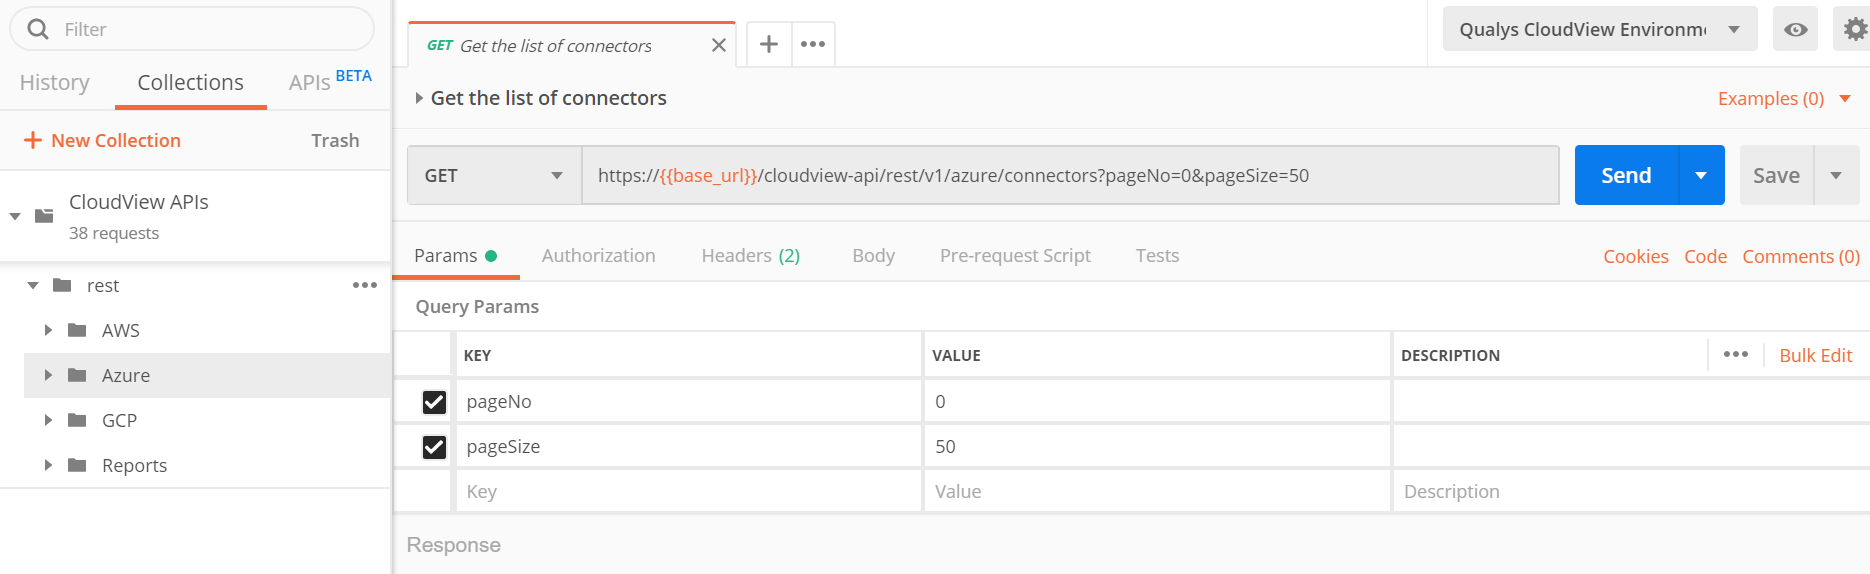 Filter
History
Collections
APIs BETA
+ New Collection
Trash
CloudView APIs
38 requests
rest
AWS
Azure
GCP
Reports
GET Get the list of connectors
Qualys CloudView Environm
Get the list of connectors
Examples (0)
GET
https://{{base_url}}/cloudview-api/rest/v1/azure/connectors?pageNo=0&pageSize=50
Send
Save
Params
Authorization
Headers (2)
Body
Pre-request Script
Tests
Cookies
Code
Comments (0)
Query Params
KEY
VALUE
DESCRIPTION
Bulk Edit
pageNo
0
pageSize
50
Key
Value
Description
Response